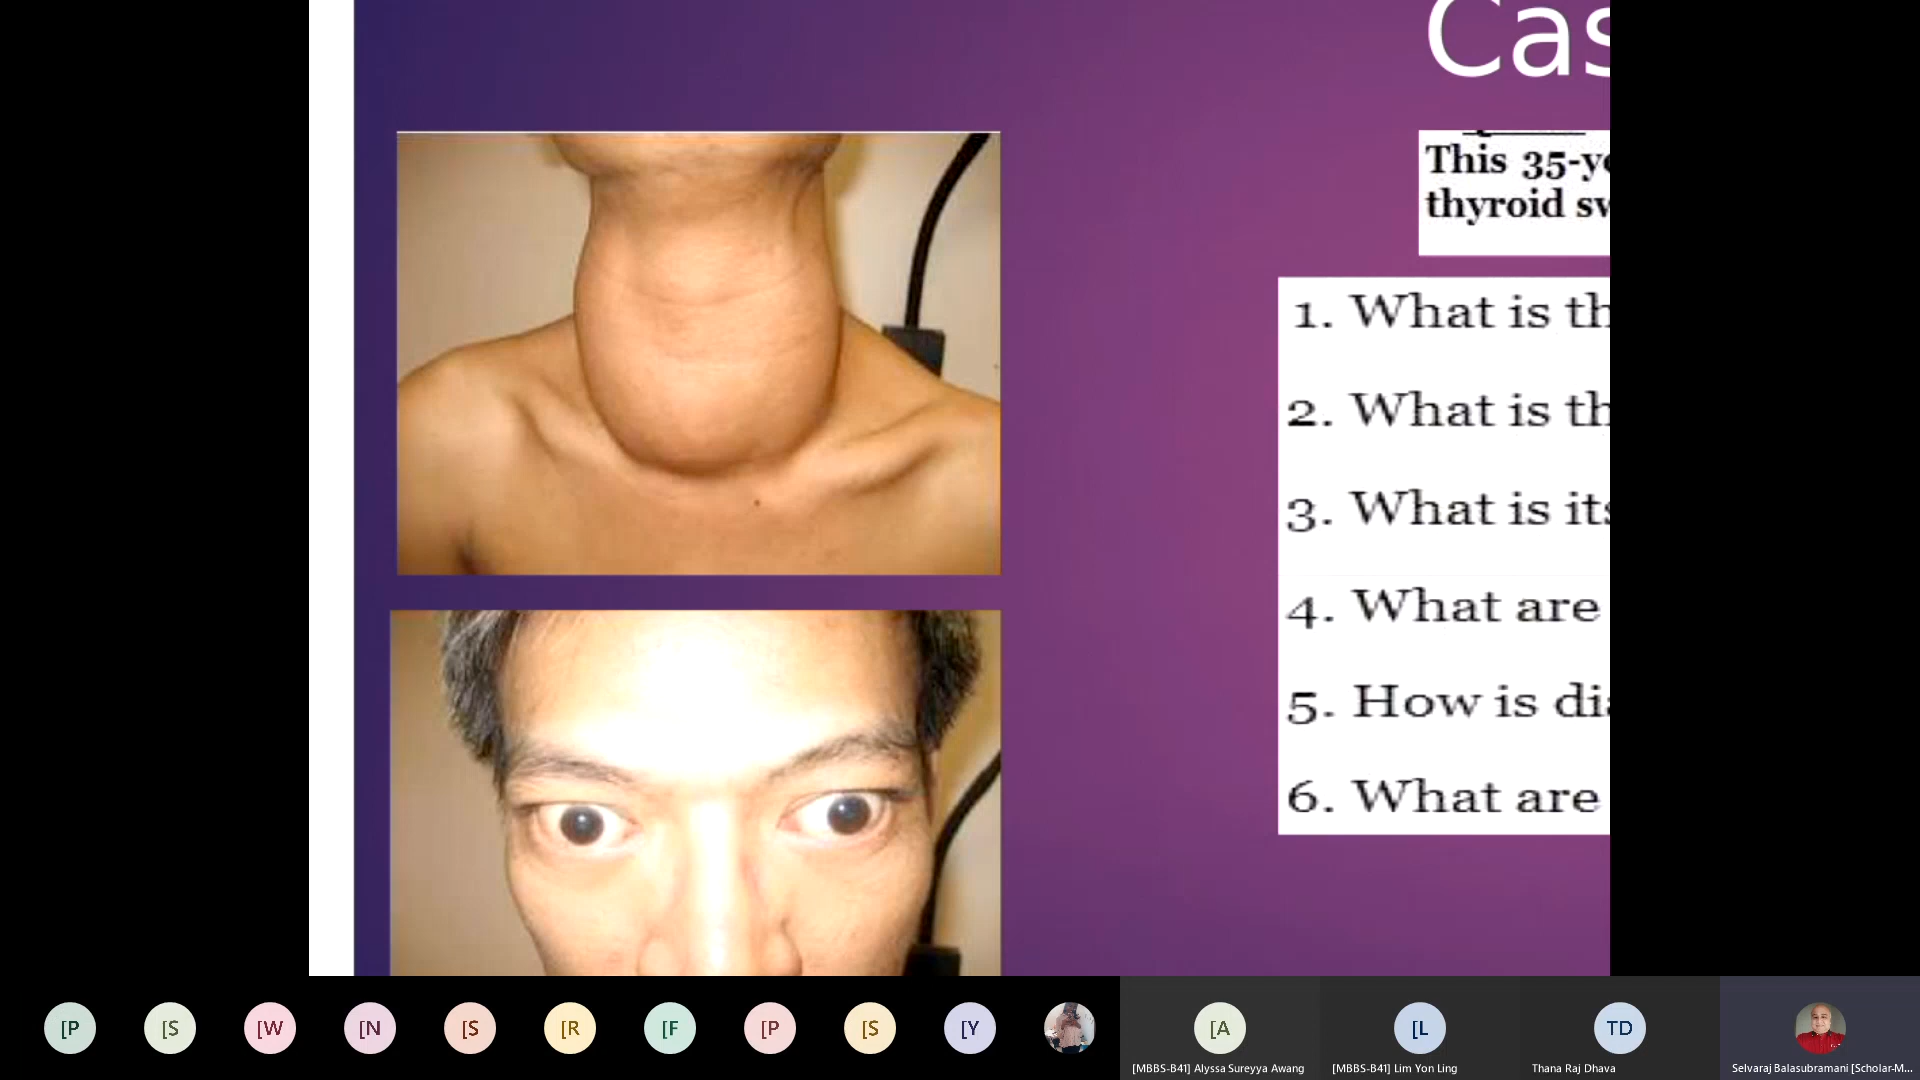 Cas
This 35-ye
thyroid sw
1. What is th
2. What is th
3. What is its
4. What are
5. How is dia
6. What are
[P
[S
[W
[N
[S
[R
[F
[P
[S
[Y
[A
[L
TD
[MBBS-B41] Alyssa Sureyya Awang
[MBBS-B41] Lim Yon Ling
Thana Raj Dhava
Selvaraj Balasubramani [Scholar-M...